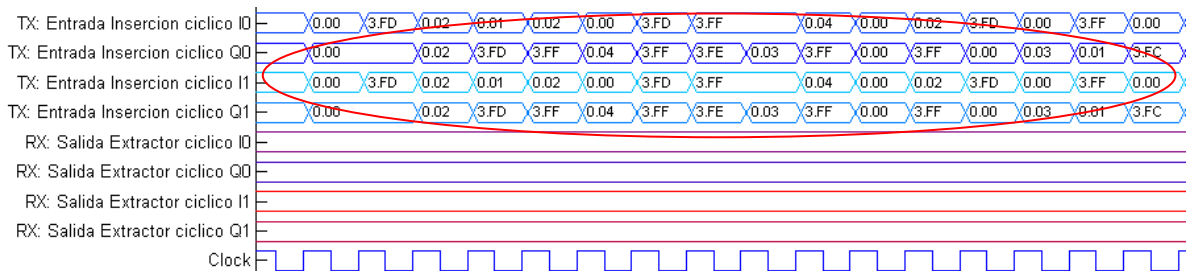 TX: Entrada Insercion ciclico I0 0.00 3.FD 0.02 0.01 0.02 0.00 3.FD 3.FF 0.04 0.00 0.02 3.FD 0.00 3.FF 0.00
TX: Entrada Insercion ciclico Q0 0.00 0.02 3.FD 3.FF 0.04 3.FF 3.FE 0.03 3.FF 0.00 3.FF 0.00 0.03 0.01 3.FC
TX: Entrada Insercion ciclico I1 0.00 3.FD 0.02 0.01 0.02 0.00 3.FD 3.FF 0.04 0.00 0.02 3.FD 0.00 3.FF 0.00
TX: Entrada Insercion ciclico Q1 0.00 0.02 3.FD 3.FF 0.04 3.FF 3.FE 0.03 3.FF 0.00 3.FF 0.00 0.03 0.01 3.FC
RX: Salida Extractor ciclico I0
RX: Salida Extractor ciclico Q0
RX: Salida Extractor ciclico I1
RX: Salida Extractor ciclico Q1
Clock